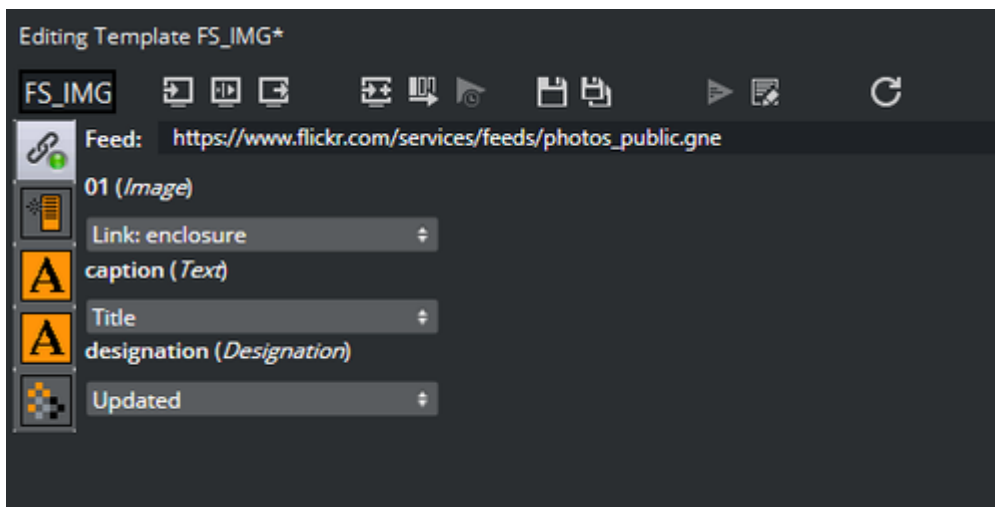 Editing Template FS_IMG*
FS_IMG
Feed: https://www.flickr.com/services/feeds/photos_public.gne
01 (Image)
Link: enclosure
caption (Text)
Title
designation (Designation)
Updated
A
A